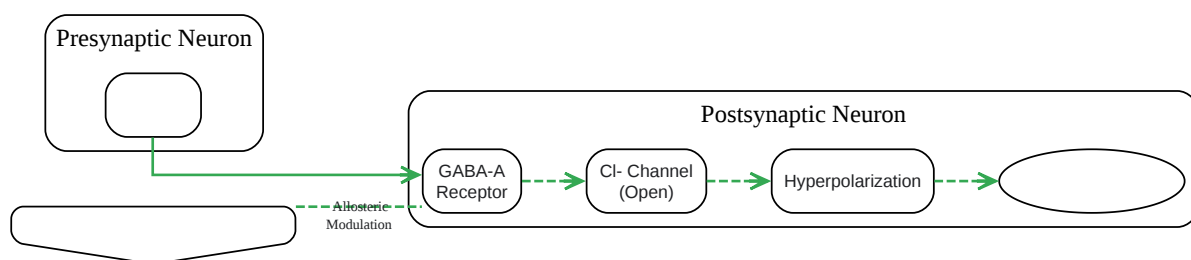 Presynaptic Neuron
Postsynaptic Neuron
GABA-A
Receptor
Cl- Channel
(Open)
Hyperpolarization
Allosteric
Modulation